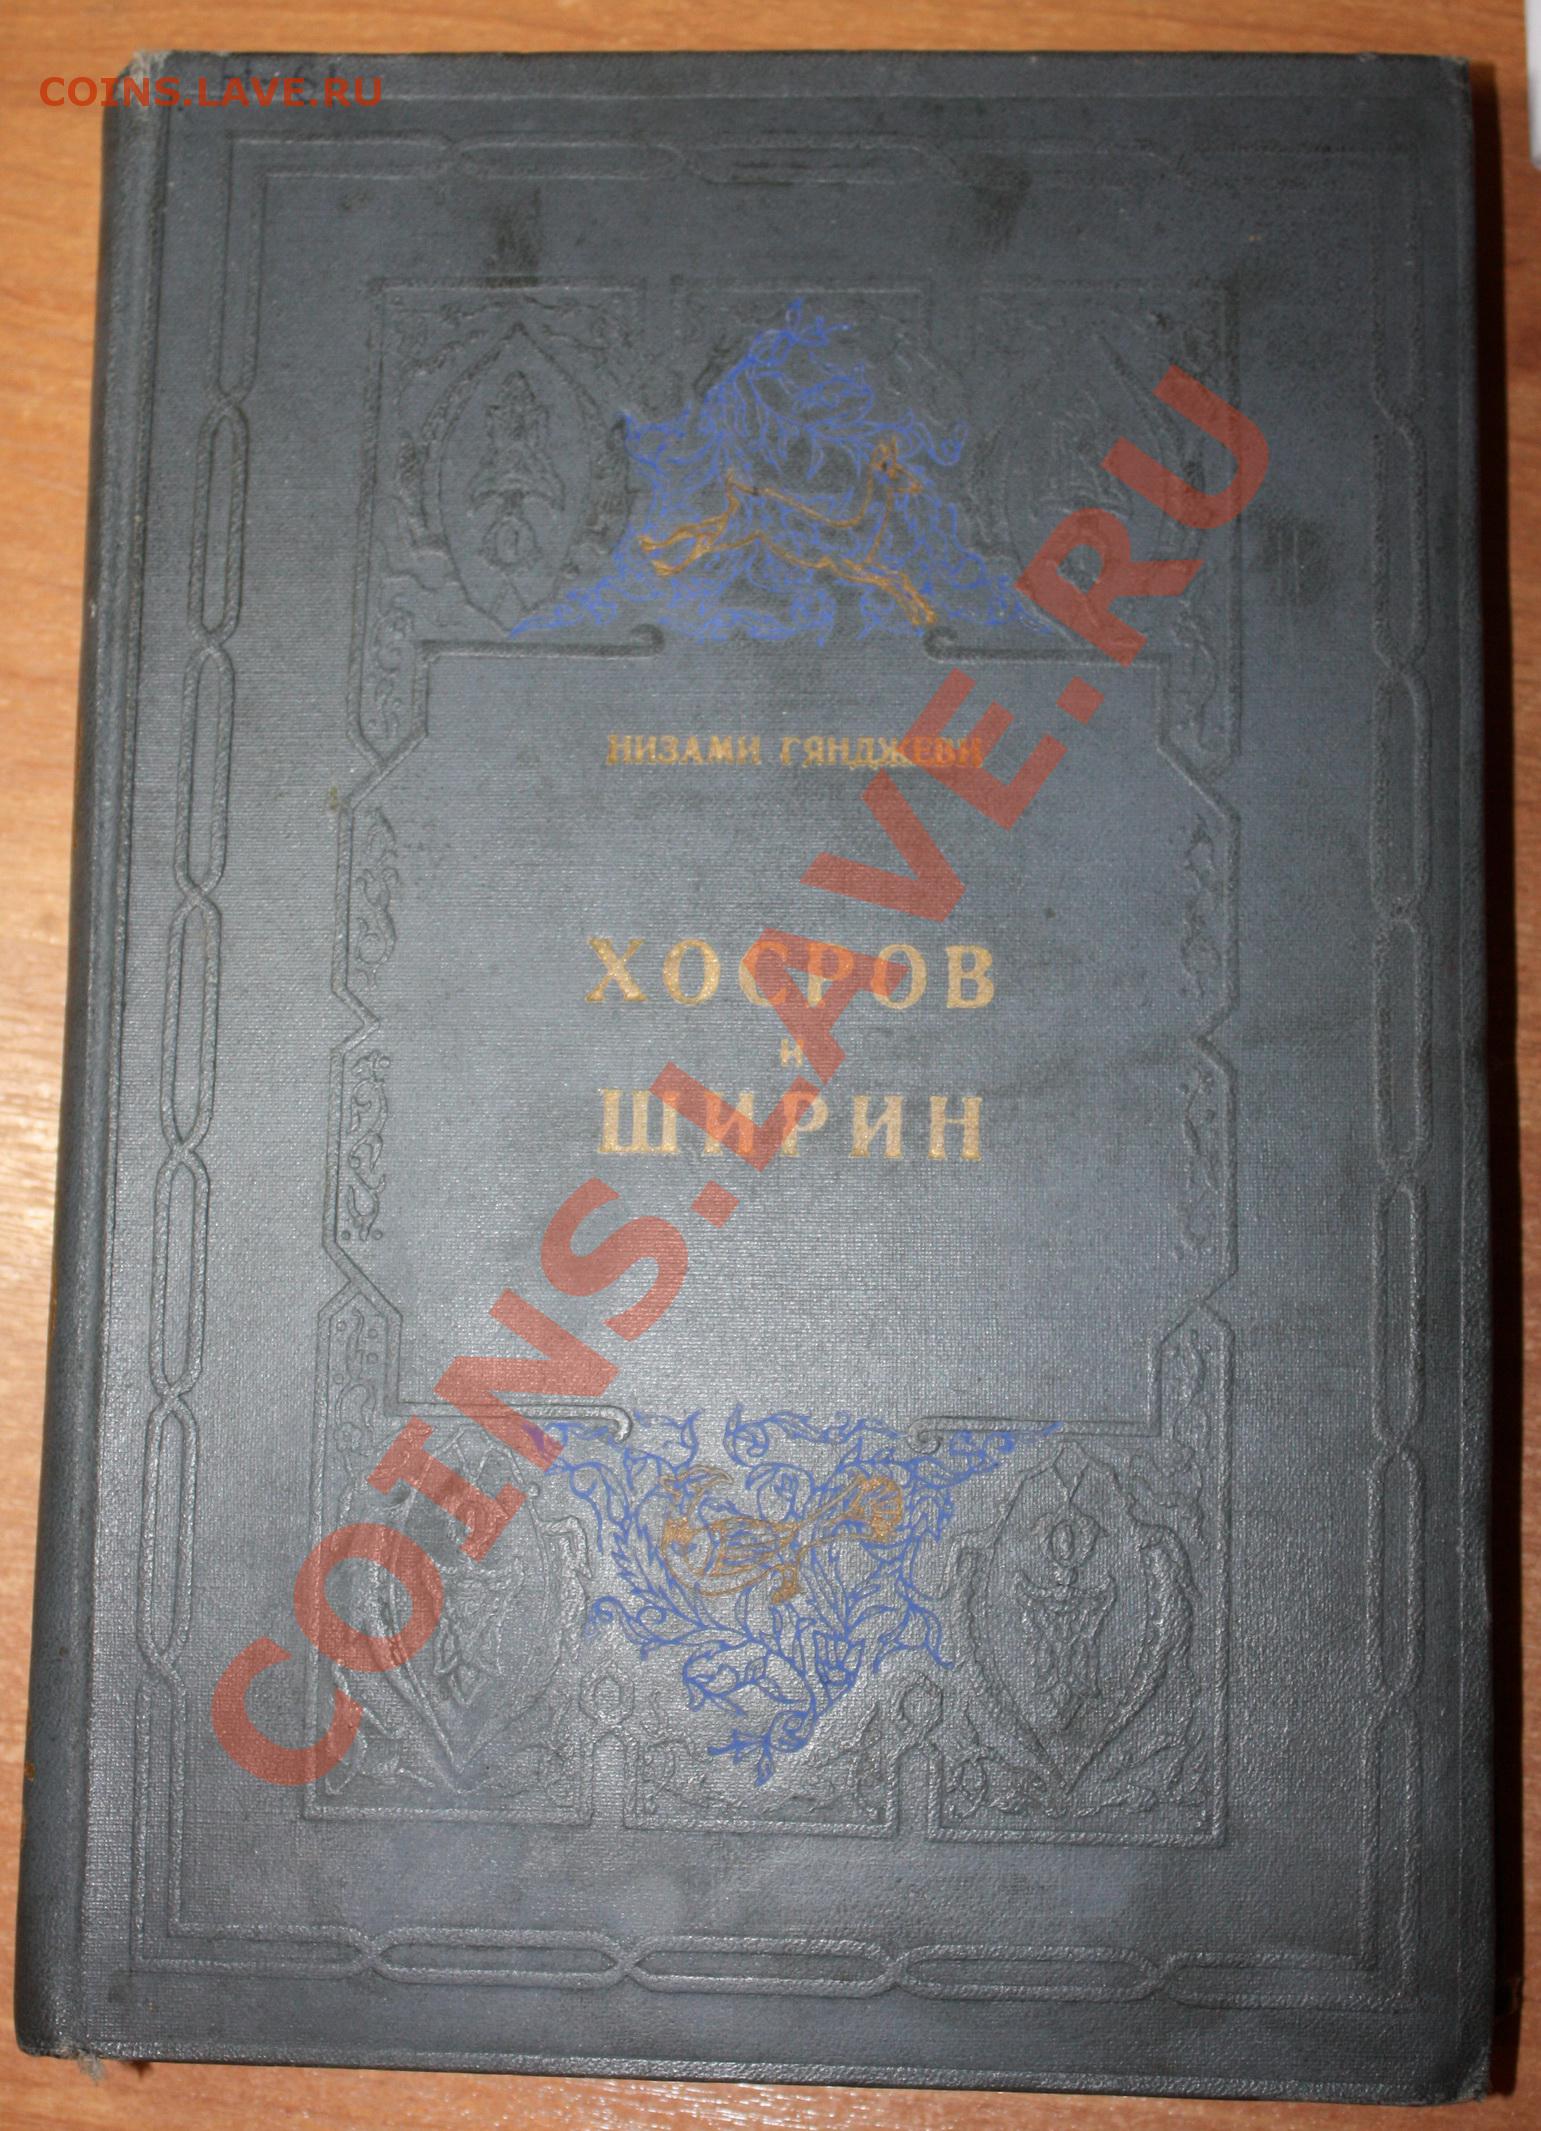 COINS.LAVE.RU
НИЗАМИ ГЯНДЖЕВИ
ХОСРОВ
и
ШИРИН
COINS.LAVE.RU